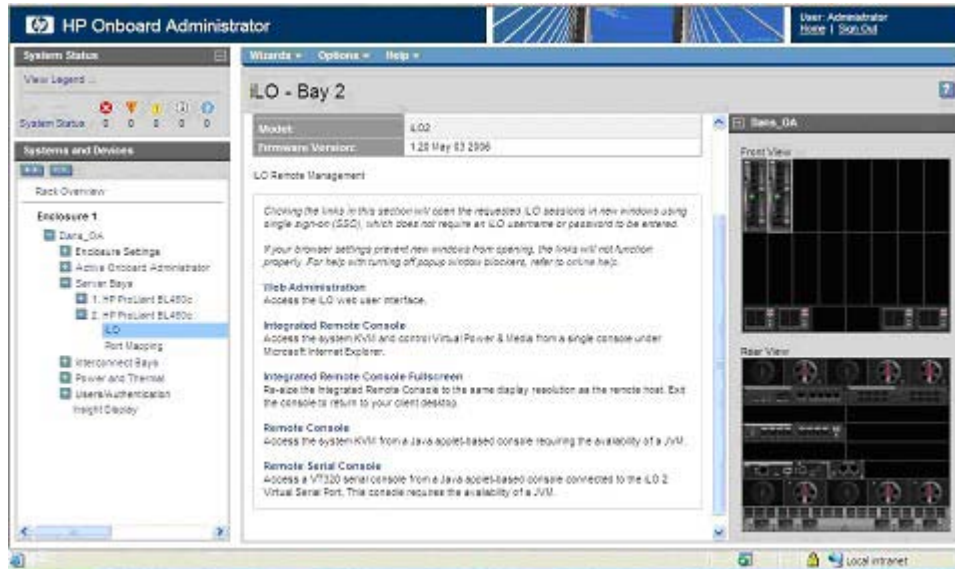 HP Onboard Administrator
User: Administrator
Home | Sign Out
System Status
View Legend ...
System Status 0 0 0 0 0
Systems and Devices
Rack Overview
Enclosure 1
Dans_OA
Enclosure Settings
Active Onboard Administrator
Server Bays
1. HP ProLiant BL460c
2. HP ProLiant BL460c
iLO
Port Mapping
Interconnect Bays
Power and Thermal
Users/Authentication
Insight Display
Wizards Options Help
iLO - Bay 2
Model: iLO2
Firmware Version: 1.20 May 03 2006
iLO Remote Management
Clicking the links in this section will open the requested iLO sessions in new windows using
single sign-on (SSO), which does not require an iLO username or password to be entered.
If your browser settings prevent new windows from opening, the links will not function
properly. For help with turning off popup window blockers, refer to online help.
Web Administration
Access the iLO web user interface.
Integrated Remote Console
Access the system KVM and control Virtual Power & Media from a single console under
Microsoft Internet Explorer.
Integrated Remote Console Fullscreen
Re-size the Integrated Remote Console to the same display resolution as the remote host. Exit
the console to return to your client desktop.
Remote Console
Access the system KVM from a Java applet-based console requiring the availability of a JVM.
Remote Serial Console
Access a VT320 serial console from a Java applet-based console connected to the iLO 2
Virtual Serial Port. This console requires the availability of a JVM.
Dans_OA
Front View
Rear View
Local intranet